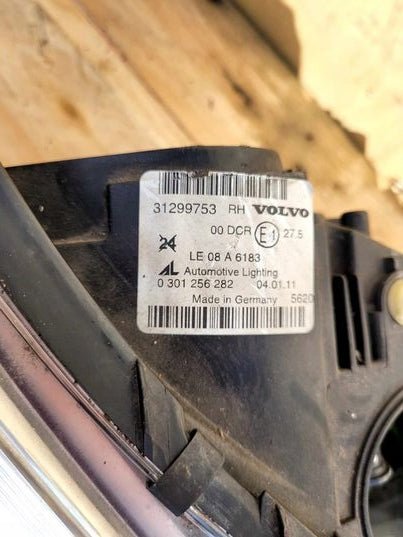 31299753 RH VOLVO
00 DCR E1 27.5
24
LE 08 A 6183
AL Automotive Lighting
0 301 256 282 04.01.11
Made in Germany 5620